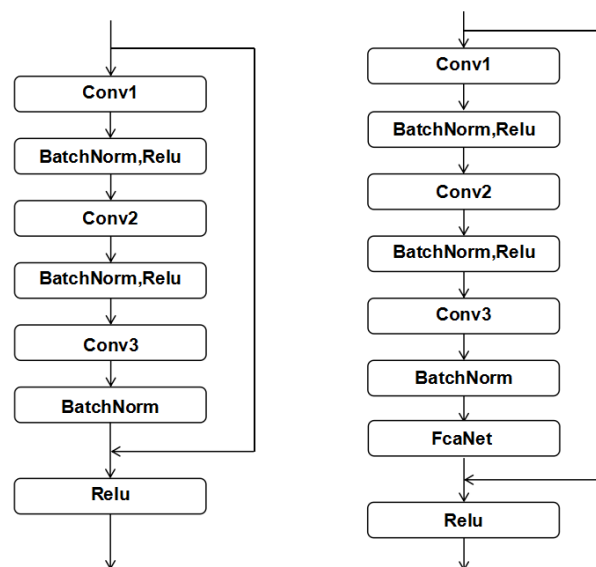 Conv1
BatchNorm,Relu
Conv2
BatchNorm,Relu
Conv3
BatchNorm
Relu
Conv1
BatchNorm,Relu
Conv2
BatchNorm,Relu
Conv3
BatchNorm
FcaNet
Relu